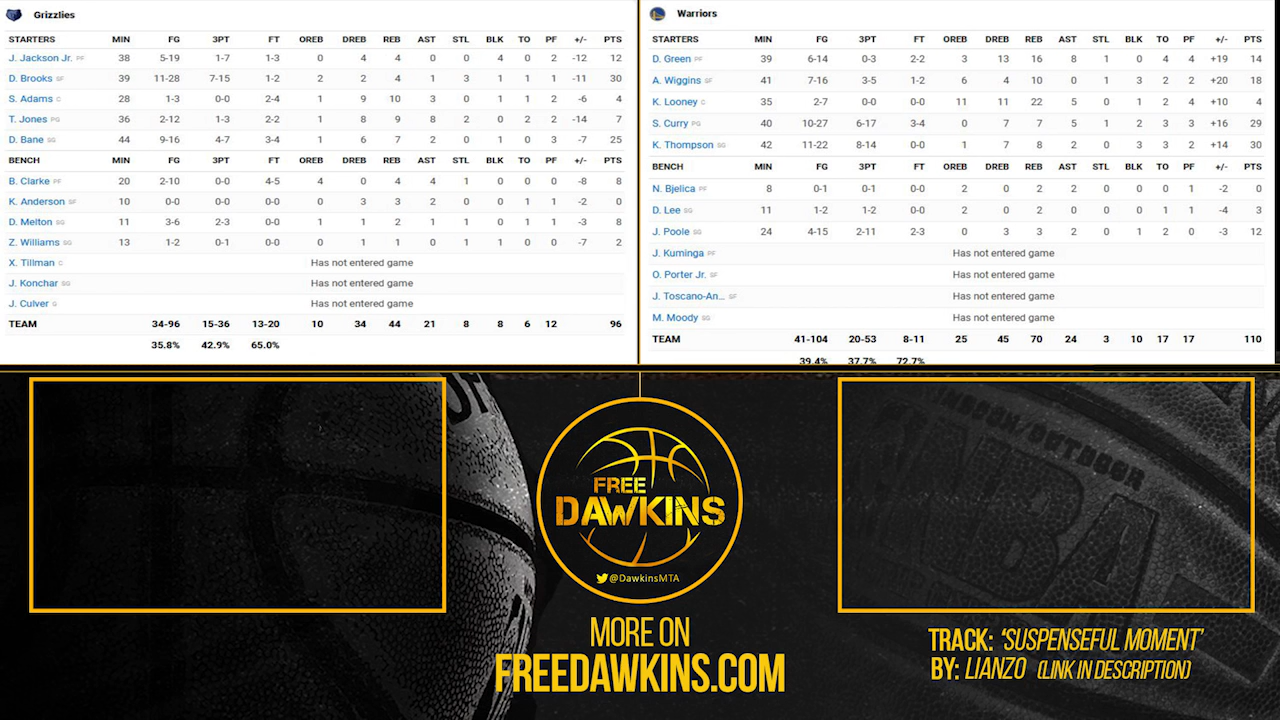 Grizzlies
STARTERS MIN FG 3PT FT OREB DREB REB AST STL BLK TO PF +/- PTS
J. Jackson Jr. PF 38 5-19 1-7 1-3 0 4 4 0 0 4 0 2 -12 12
D. Brooks SF 39 11-28 7-15 1-2 2 2 4 1 3 1 1 1 -11 30
S. Adams C 28 1-3 0-0 2-4 1 9 10 3 0 1 1 2 -6 4
T. Jones PG 36 2-12 1-3 2-2 1 8 9 8 2 0 2 2 -14 7
D. Bane SG 44 9-16 4-7 3-4 1 6 7 2 0 1 0 3 -7 25
BENCH MIN FG 3PT FT OREB DREB REB AST STL BLK TO PF +/- PTS
B. Clarke PF 20 2-10 0-0 4-5 4 0 4 4 1 0 0 0 -8 8
K. Anderson SF 10 0-0 0-0 0-0 0 3 3 2 0 0 1 1 -2 0
D. Melton SG 11 3-6 2-3 0-0 1 1 2 1 1 0 1 1 -3 8
Z. Williams SG 13 1-2 0-1 0-0 0 1 1 0 1 1 0 0 -7 2
X. Tillman C Has not entered game
J. Konchar SG Has not entered game
J. Culver G Has not entered game
TEAM 34-96 15-36 13-20 10 34 44 21 8 8 6 12 96
35.8% 42.9% 65.0%
Warriors
STARTERS MIN FG 3PT FT OREB DREB REB AST STL BLK TO PF +/- PTS
D. Green PF 39 6-14 0-3 2-2 3 13 16 8 1 0 4 4 +19 14
A. Wiggins SF 41 7-16 3-5 1-2 6 4 10 0 1 3 2 2 +20 18
K. Looney C 35 2-7 0-0 0-0 11 11 22 5 0 1 2 4 +10 4
S. Curry PG 40 10-27 6-17 3-4 0 7 7 5 1 2 3 3 +16 29
K. Thompson SG 42 11-22 8-14 0-0 1 7 8 2 0 3 3 2 +14 30
BENCH MIN FG 3PT FT OREB DREB REB AST STL BLK TO PF +/- PTS
N. Bjelica PF 8 0-1 0-1 0-0 2 0 2 2 0 0 0 1 -2 0
D. Lee SG 11 1-2 1-2 0-0 2 0 2 0 0 0 1 1 -4 3
J. Poole SG 24 4-15 2-11 2-3 0 3 3 2 0 1 2 0 -3 12
J. Kuminga PF Has not entered game
O. Porter Jr. SF Has not entered game
J. Toscano-An... SF Has not entered game
M. Moody SG Has not entered game
TEAM 41-104 20-53 8-11 25 45 70 24 3 10 17 17 110
39.4% 37.7% 72.7%
INDOOR/OUTDOOR
FREE
DAWKINS
@DawkinsMTA
MORE ON
FREEDAWKINS.COM
TRACK: 'SUSPENSEFUL MOMENT'
BY: LIANZO (LINK IN DESCRIPTION)